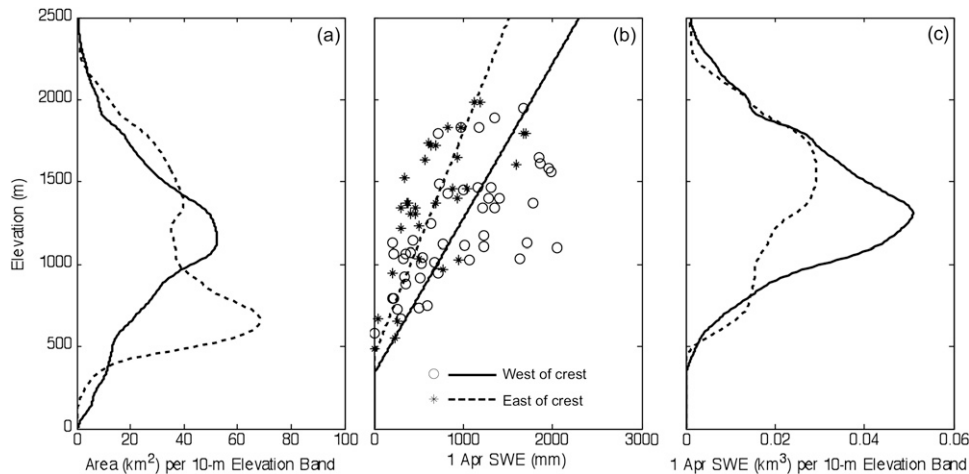 2500
2000
1500
1000
500
0
Elevation (m)
(a)
0 20 40 60 80 100
Area (km²) per 10-m Elevation Band
(b)
West of crest
East of crest
0 1000 2000 3000
1 Apr SWE (mm)
(c)
0 0.02 0.04 0.06
1 Apr SWE (km³) per 10-m Elevation Band